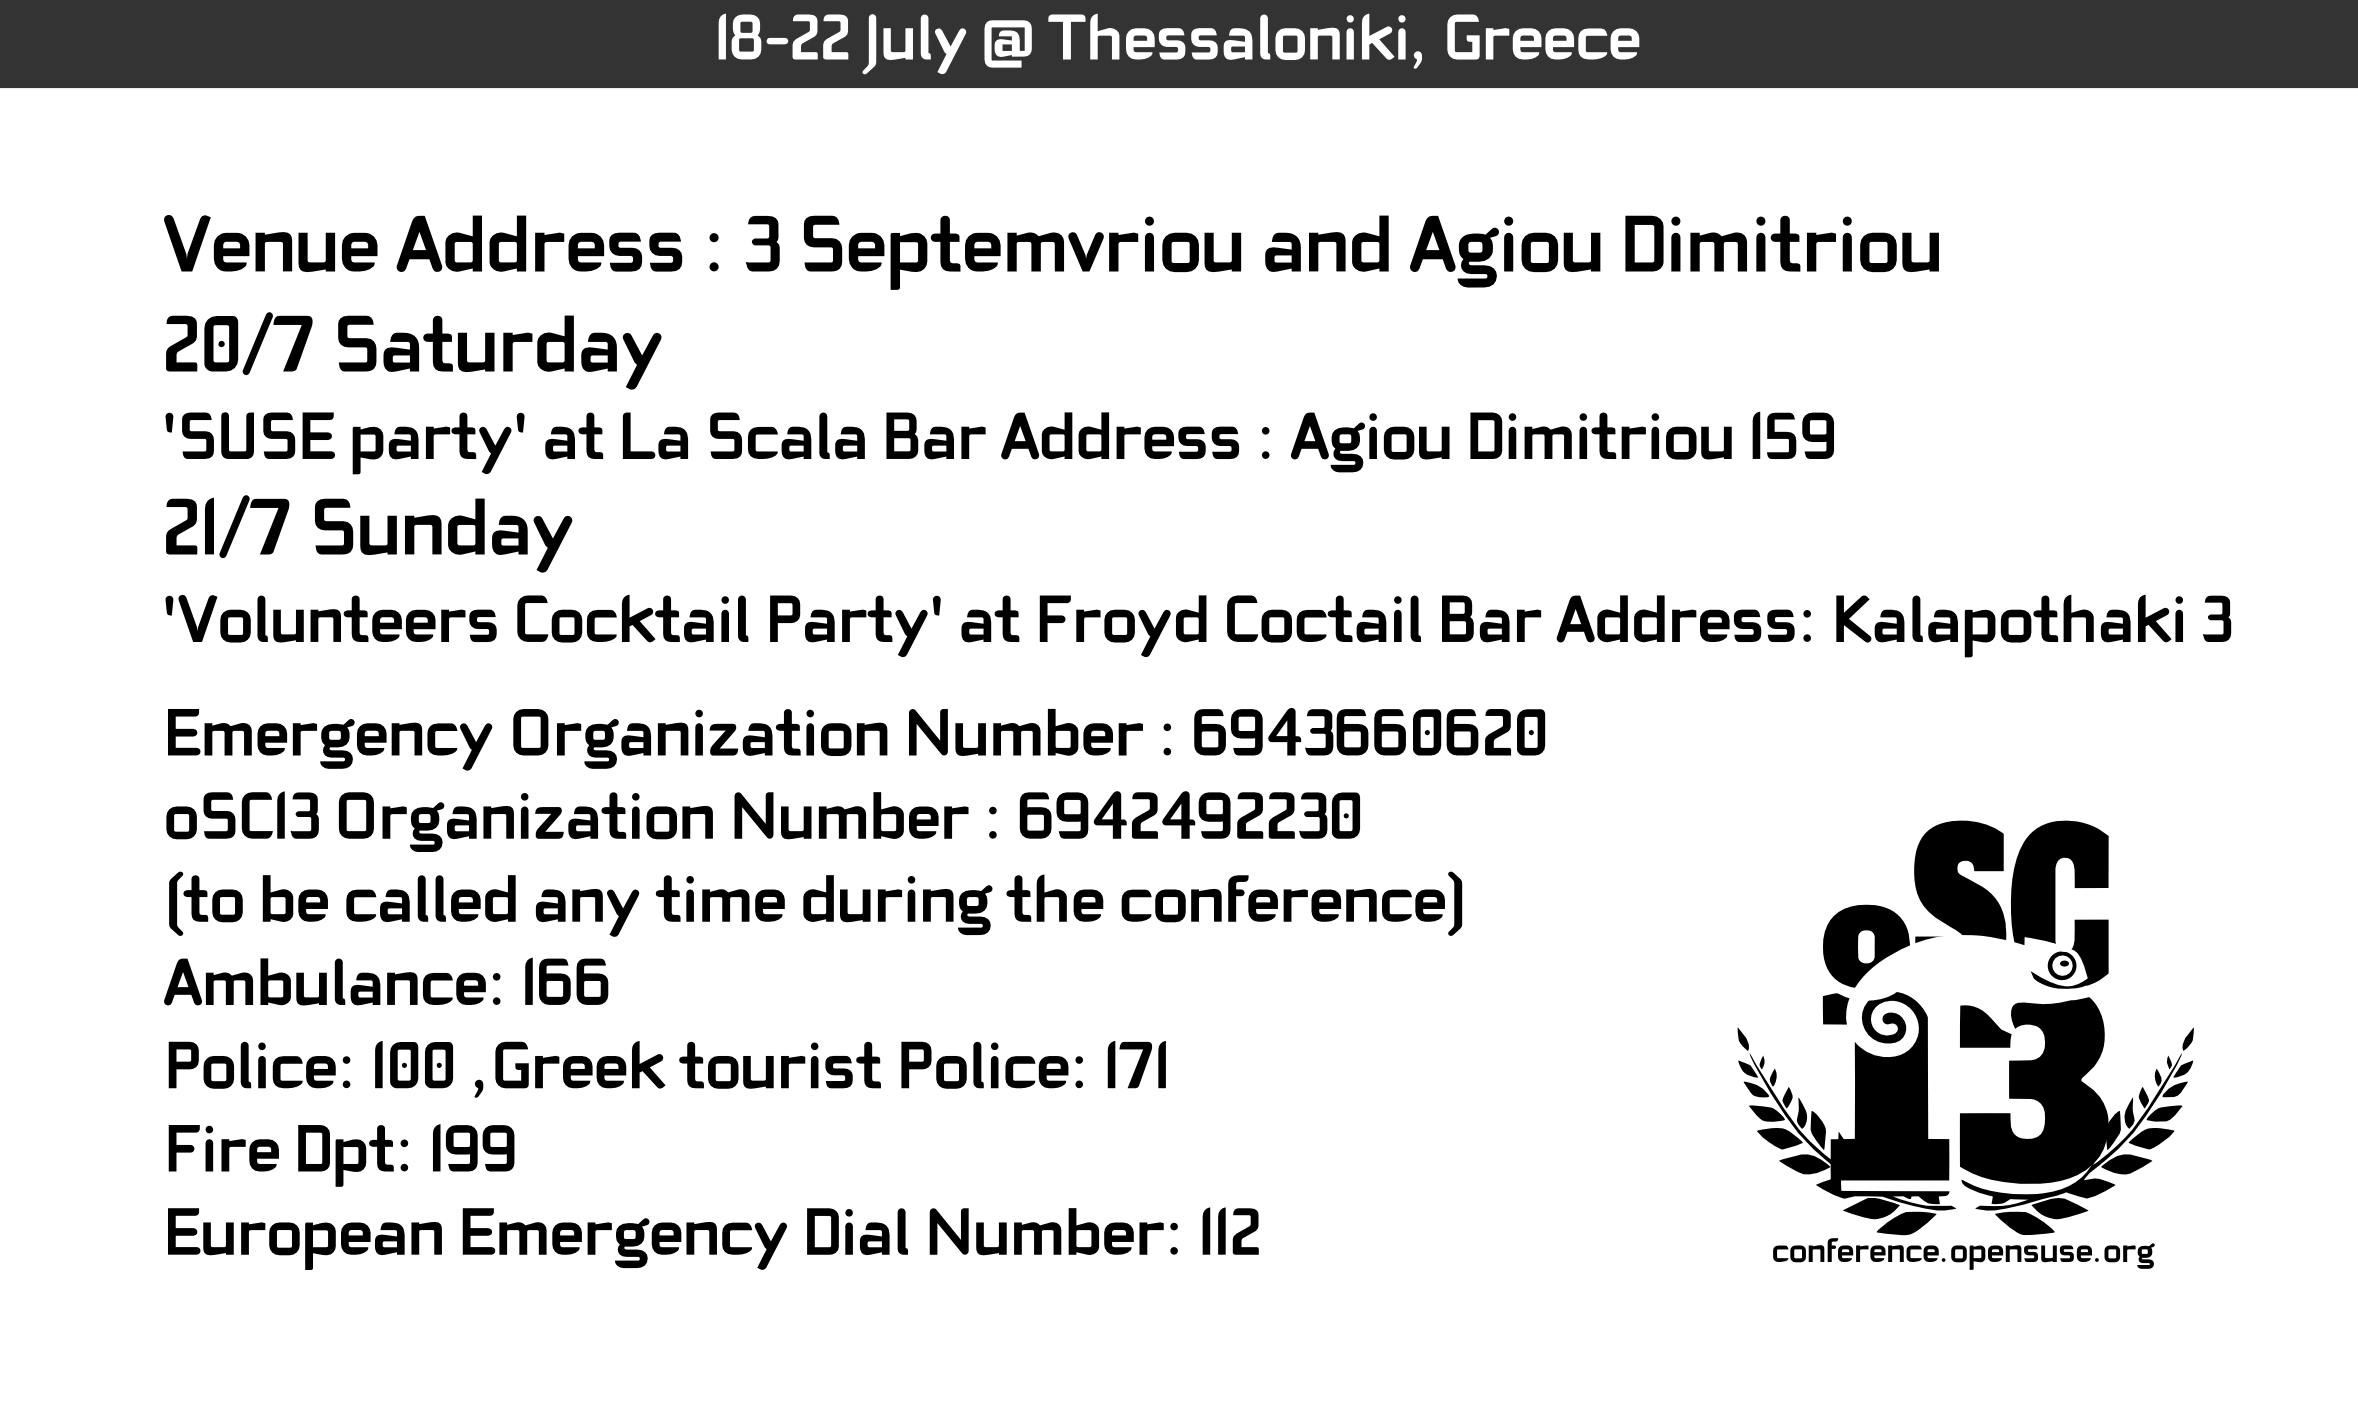 18-22 July @ Thessaloniki, Greece
Venue Address : 3 Septemvriou and Agiou Dimitriou
20/7 Saturday
'SUSE party' at La Scala Bar Address : Agiou Dimitriou 159
21/7 Sunday
'Volunteers Cocktail Party' at Froyd Coctail Bar Address: Kalapothaki 3
Emergency Organization Number : 6943660620
oSC13 Organization Number : 6942492230
(to be called any time during the conference)
Ambulance: 166
Police: 100 ,Greek tourist Police: 171
Fire Dpt: 199
European Emergency Dial Number: 112
oSC
13
conference.opensuse.org